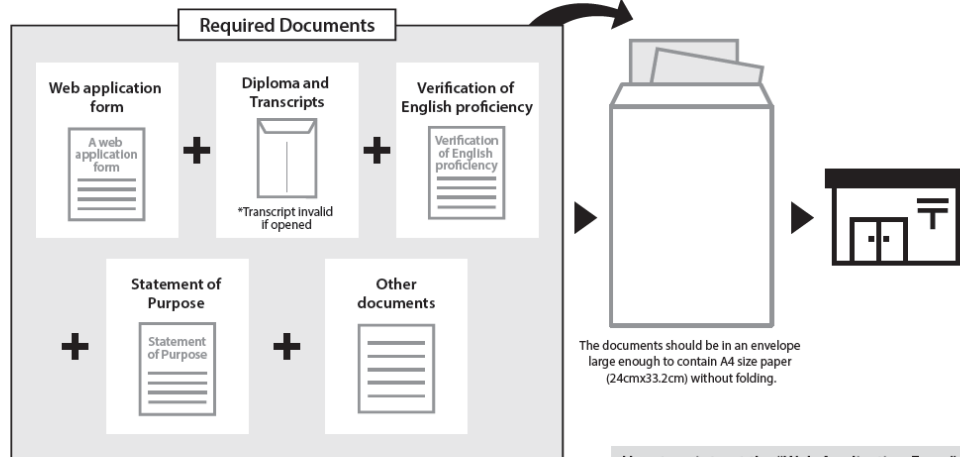 Required Documents
Web application
form
A web
application
form
Diploma and
Transcripts
*Transcript invalid
if opened
Verification of
English proficiency
Verification
of English
proficiency
Statement of
Purpose
Statement
of Purpose
Other
documents
The documents should be in an envelope
large enough to contain A4 size paper
(24cmx33.2cm) without folding.
〒